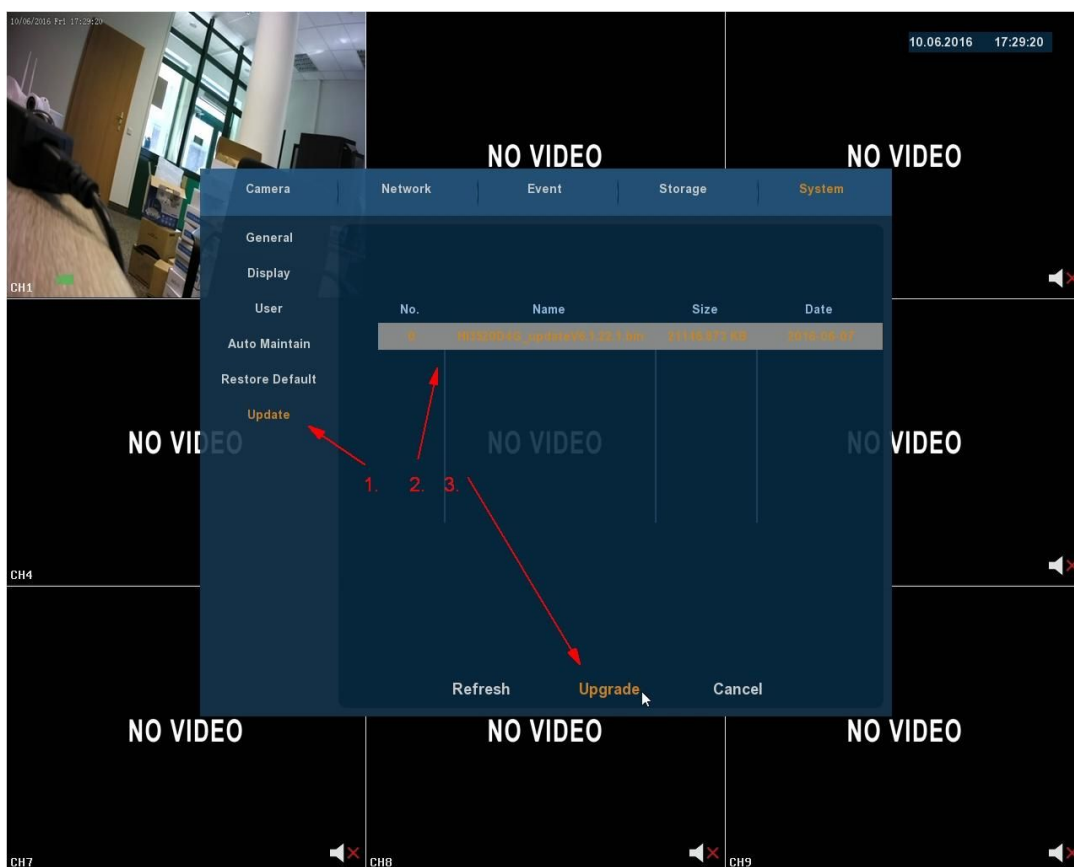 10/06/2016 Fri 17:29:20
10.06.2016 17:29:20
NO VIDEO
NO VIDEO
Camera
Network
Event
Storage
System
General
Display
User
Auto Maintain
Restore Default
Update
No.
Name
Size
Date
0
CH1
NO VIDEO
NO VIDEO
NO VIDEO
1.
2.
3.
CH4
Refresh
Upgrade
Cancel
NO VIDEO
NO VIDEO
NO VIDEO
CH7
CH8
CH9